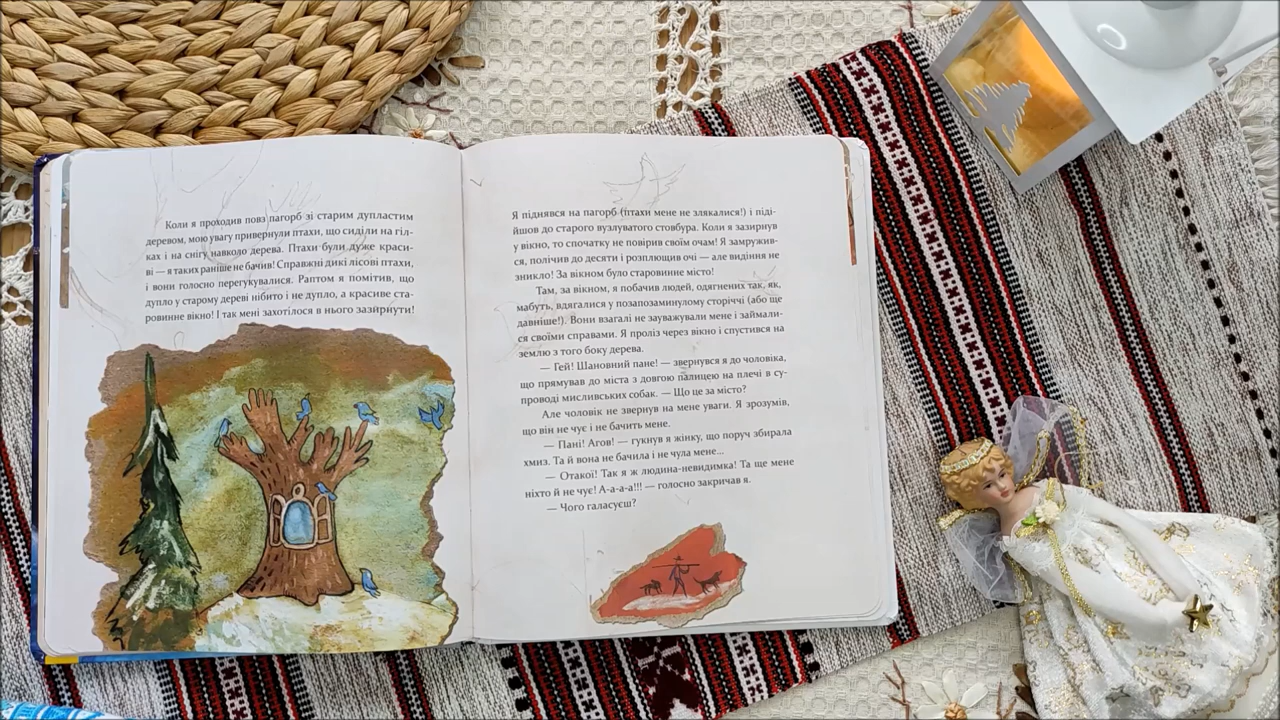 Коли я проходив повз пагорб зі старим дупластим
деревом, мою увагу привернули птахи, що сиділи на гіл-
ках і на снігу навколо дерева. Птахи були дуже краси-
ві — я таких раніше не бачив! Справжні дикі лісові птахи,
і вони голосно перегукувалися. Раптом я помітив, що
дупло у старому дереві нібито і не дупло, а красиве ста-
ровинне вікно! І так мені захотілося в нього зазирнути!
Я піднявся на пагорб (птахи мене не злякалися!) і піді-
йшов до старого вузлуватого стовбура. Коли я зазирнув
у вікно, то спочатку не повірив своїм очам! Я замружив-
ся, полічив до десяти і розплющив очі — але видіння не
зникло! За вікном було старовинне місто!
Там, за вікном, я побачив людей, одягнених так, як,
мабуть, вдягалися у позапозаминулому сторіччі (або ще
давніше!). Вони взагалі не зауважували мене і займали-
ся своїми справами. Я проліз через вікно і спустився на
землю з того боку дерева.
— Гей! Шановний пане! — звернувся я до чоловіка,
що прямував до міста з довгою палицею на плечі в су-
проводі мисливських собак. — Що це за місто?
Але чоловік не звернув на мене уваги. Я зрозумів,
що він не чує і не бачить мене.
— Пані! Агов! — гукнув я жінку, що поруч збирала
хмиз. Та й вона не бачила і не чула мене...
— Отакої! Так я ж людина-невидимка! Та ще мене
ніхто й не чує! А-а-а-а!!! — голосно закричав я.
— Чого галасуєш?